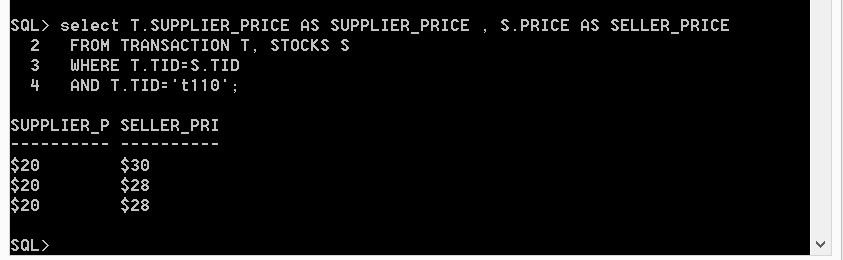 SQL> select T.SUPPLIER_PRICE AS SUPPLIER_PRICE , S.PRICE AS SELLER_PRICE
2 FROM TRANSACTION T, STOCKS S
3 WHERE T.TID=S.TID
4 AND T.TID='t110';
SUPPLIER_P SELLER_PRI
---------- ----------
$20 $30
$20 $28
$20 $28
SQL>